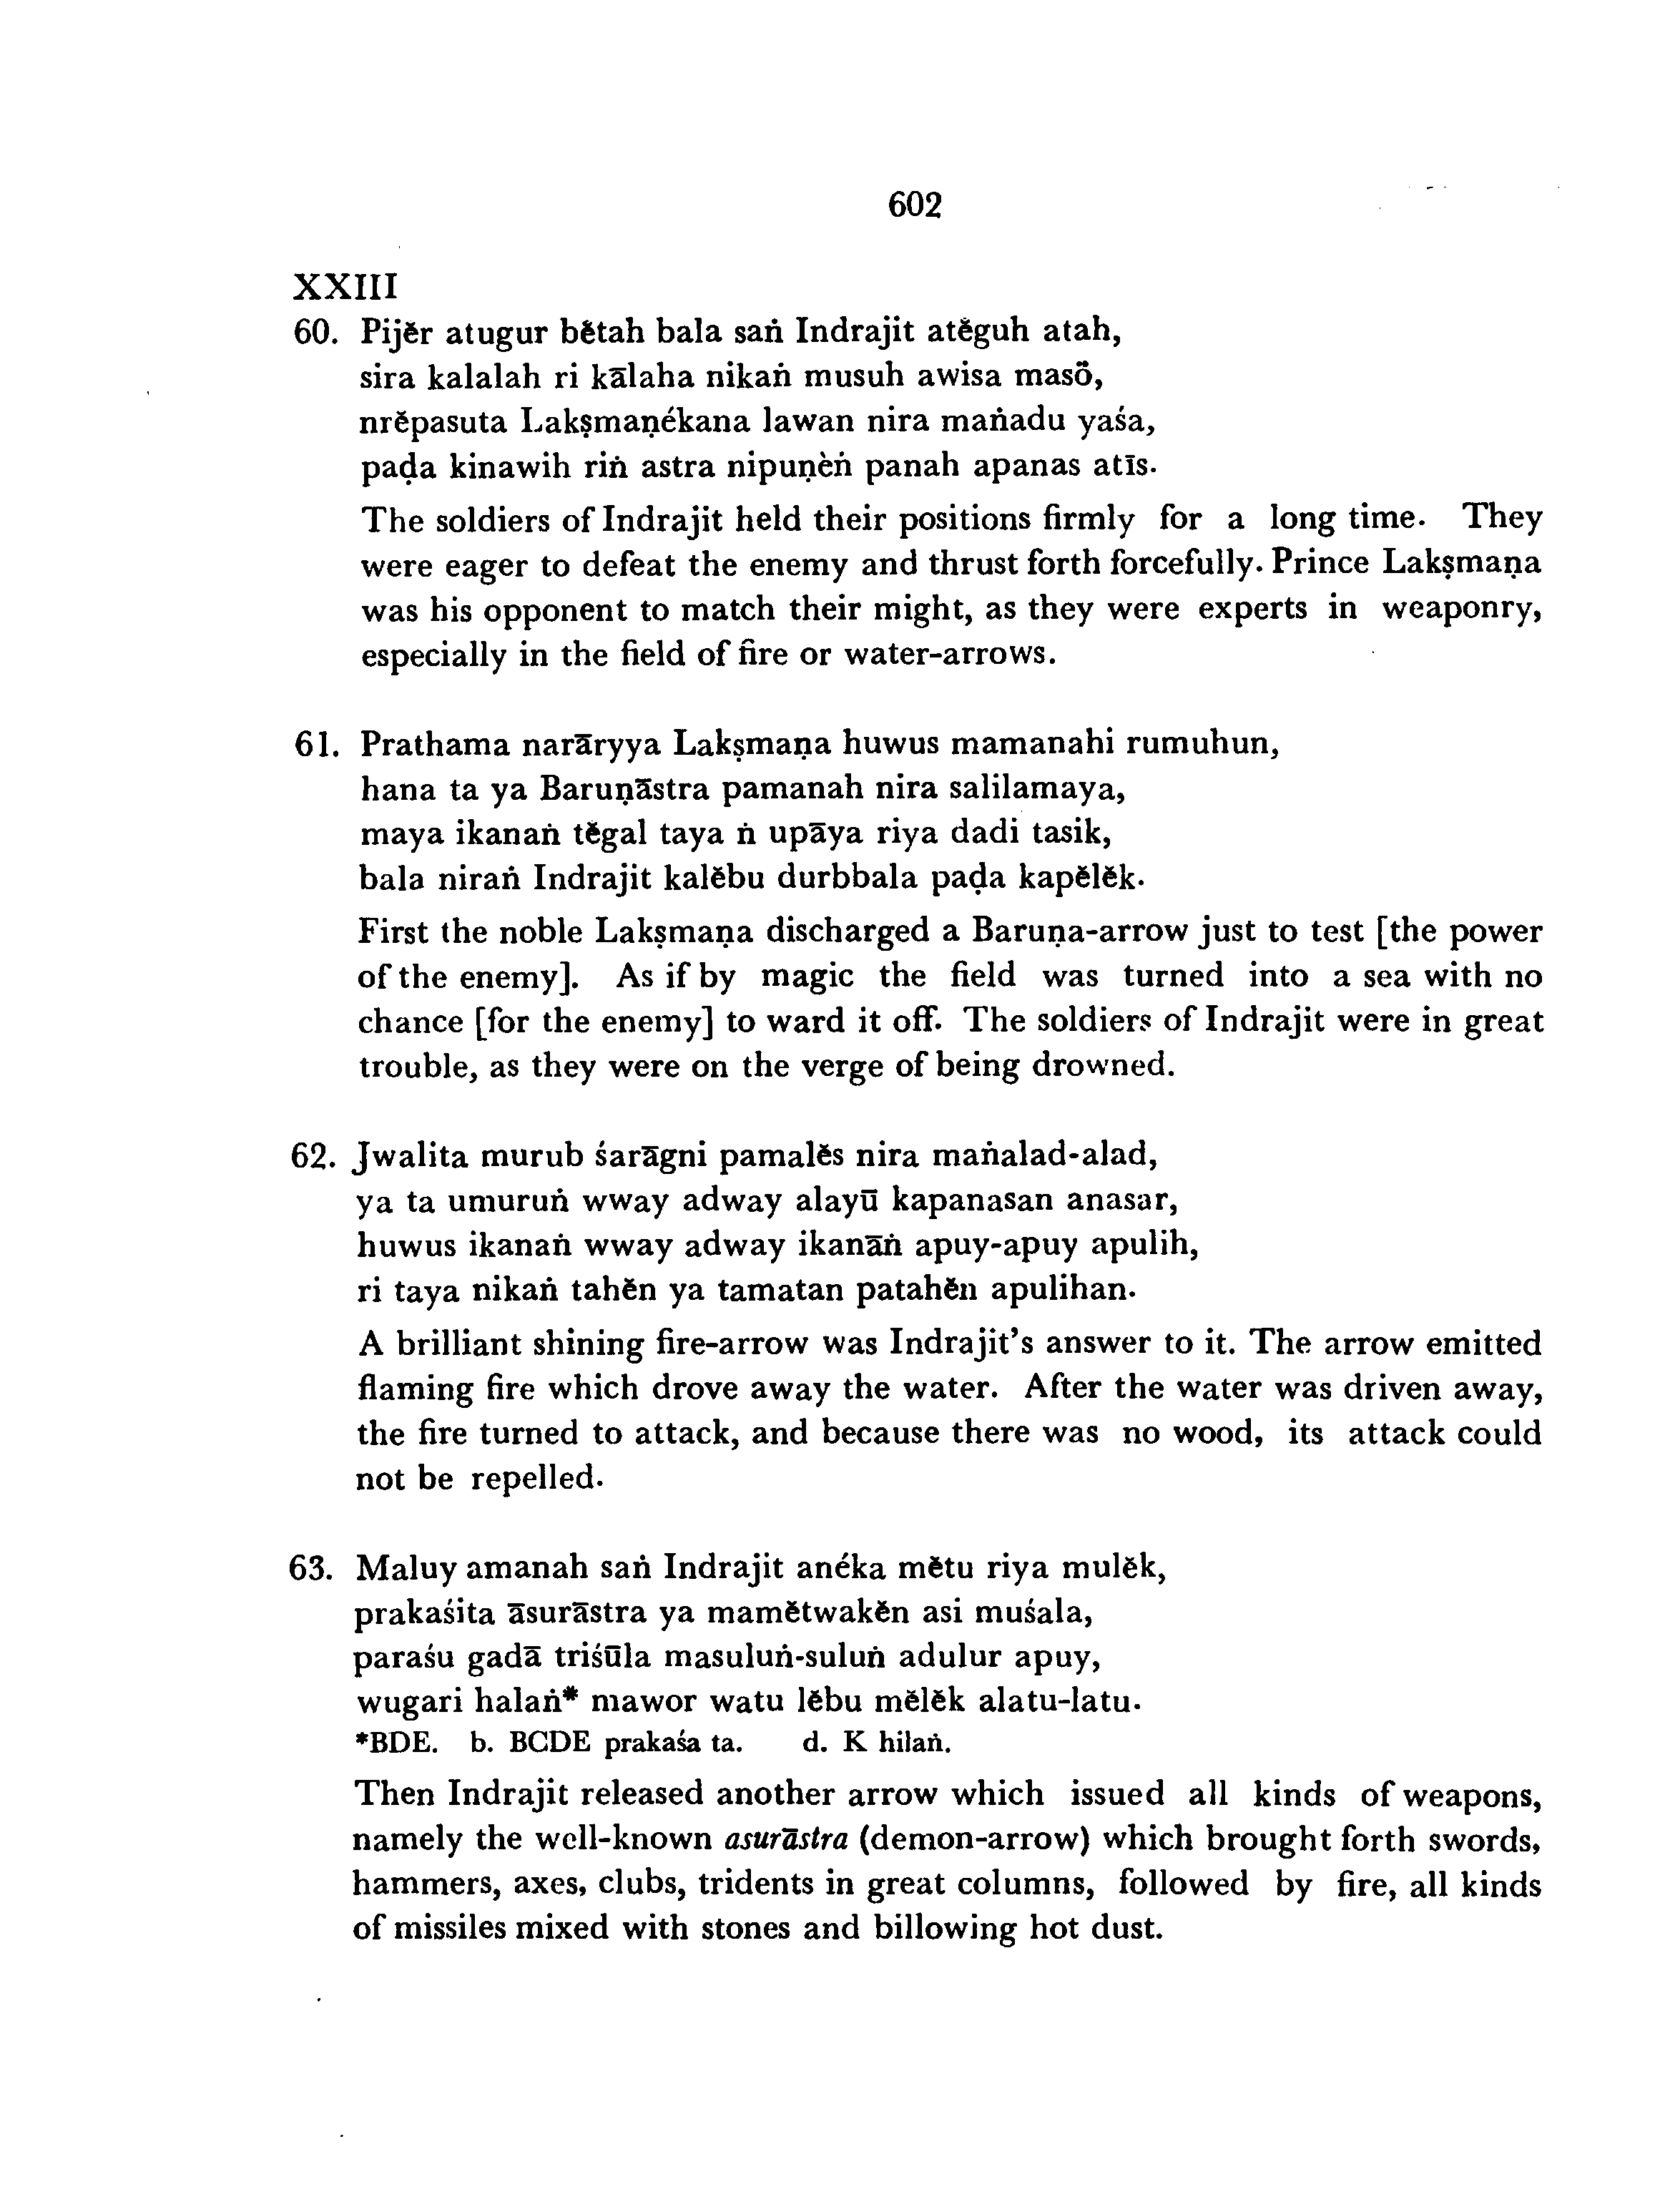 602
XXIII
60. Pijĕr atugur bĕtah bala saṅ Indrajit atĕguh atah,
sira kalalah ri kālaha nikaṅ musuh awisa masö,
nrĕpasuta Lakṣmaṇékana lawan nira maṅadu yaśa,
paḍa kinawih riṅ astra nipuṇèṅ panah apanas atīs.
The soldiers of Indrajit held their positions firmly for a long time. They
were eager to defeat the enemy and thrust forth forcefully. Prince Lakṣmaṇa
was his opponent to match their might, as they were experts in weaponry,
especially in the field of fire or water-arrows.
61. Prathama narāryya Lakṣmaṇa huwus mamanahi rumuhun,
hana ta ya Baruṇāstra pamanah nira salilamaya,
maya ikanaṅ tĕgal taya ṅ upāya riya dadi tasik,
bala niraṅ Indrajit kalĕbu durbbala paḍa kapĕlĕk.
First the noble Lakṣmaṇa discharged a Baruṇa-arrow just to test [the power
of the enemy]. As if by magic the field was turned into a sea with no
chance [for the enemy] to ward it off. The soldiers of Indrajit were in great
trouble, as they were on the verge of being drowned.
62. Jwalita murub śarāgni pamalĕs nira maṅalad-alad,
ya ta umuruṅ wway adway alayū kapanasan anasar,
huwus ikanaṅ wway adway ikanāṅ apuy-apuy apulih,
ri taya nikaṅ tahĕn ya tamatan patahĕn apulihan.
A brilliant shining fire-arrow was Indrajit's answer to it. The arrow emitted
flaming fire which drove away the water. After the water was driven away,
the fire turned to attack, and because there was no wood, its attack could
not be repelled.
63. Maluy amanah saṅ Indrajit anéka mĕtu riya mulĕk,
prakaśita āsurāstra ya mamĕtwakĕn asi muśala,
paraśu gadā triśūla masuluṅ-suluṅ adulur apuy,
wugari halaṅ* mawor watu lĕbu mĕlĕk alatu-latu.
*BDE. b. BCDE prakaśa ta. d. K hilaṅ.
Then Indrajit released another arrow which issued all kinds of weapons,
namely the well-known asurāstra (demon-arrow) which brought forth swords,
hammers, axes, clubs, tridents in great columns, followed by fire, all kinds
of missiles mixed with stones and billowing hot dust.